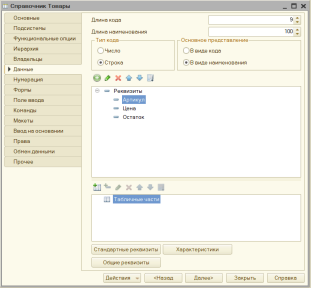 Справочник Товары
Основные
Подсистемы
Функциональные опции
Иерархия
Владельцы
Данные
Нумерация
Формы
Поле ввода
Команды
Макеты
Ввод на основании
Права
Обмен данными
Прочее
Длина кода
9
Длина наименования
100
Тип кода
Число
Строка
Основное представление
В виде кода
В виде наименования
Реквизиты
Артикул
Цена
Остаток
Табличные части
Стандартные реквизиты
Характеристики
Общие реквизиты
Действия
<Назад
Далее>
Закрыть
Справка